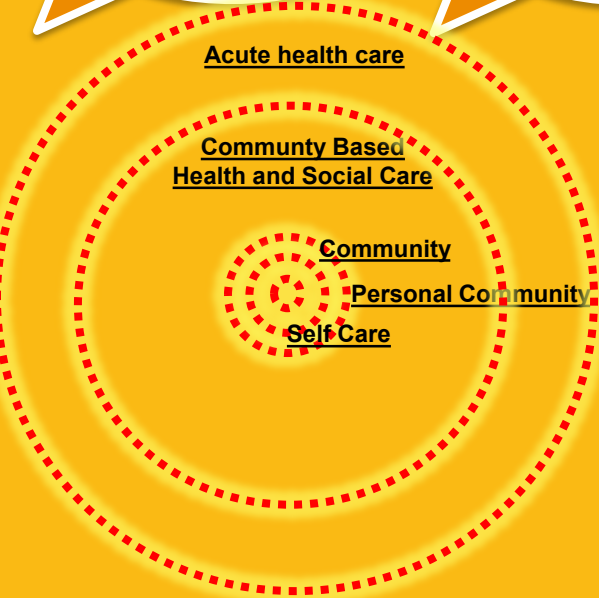 Acute health care
Communty Based
Health and Social Care
Community
Personal Community
Self Care